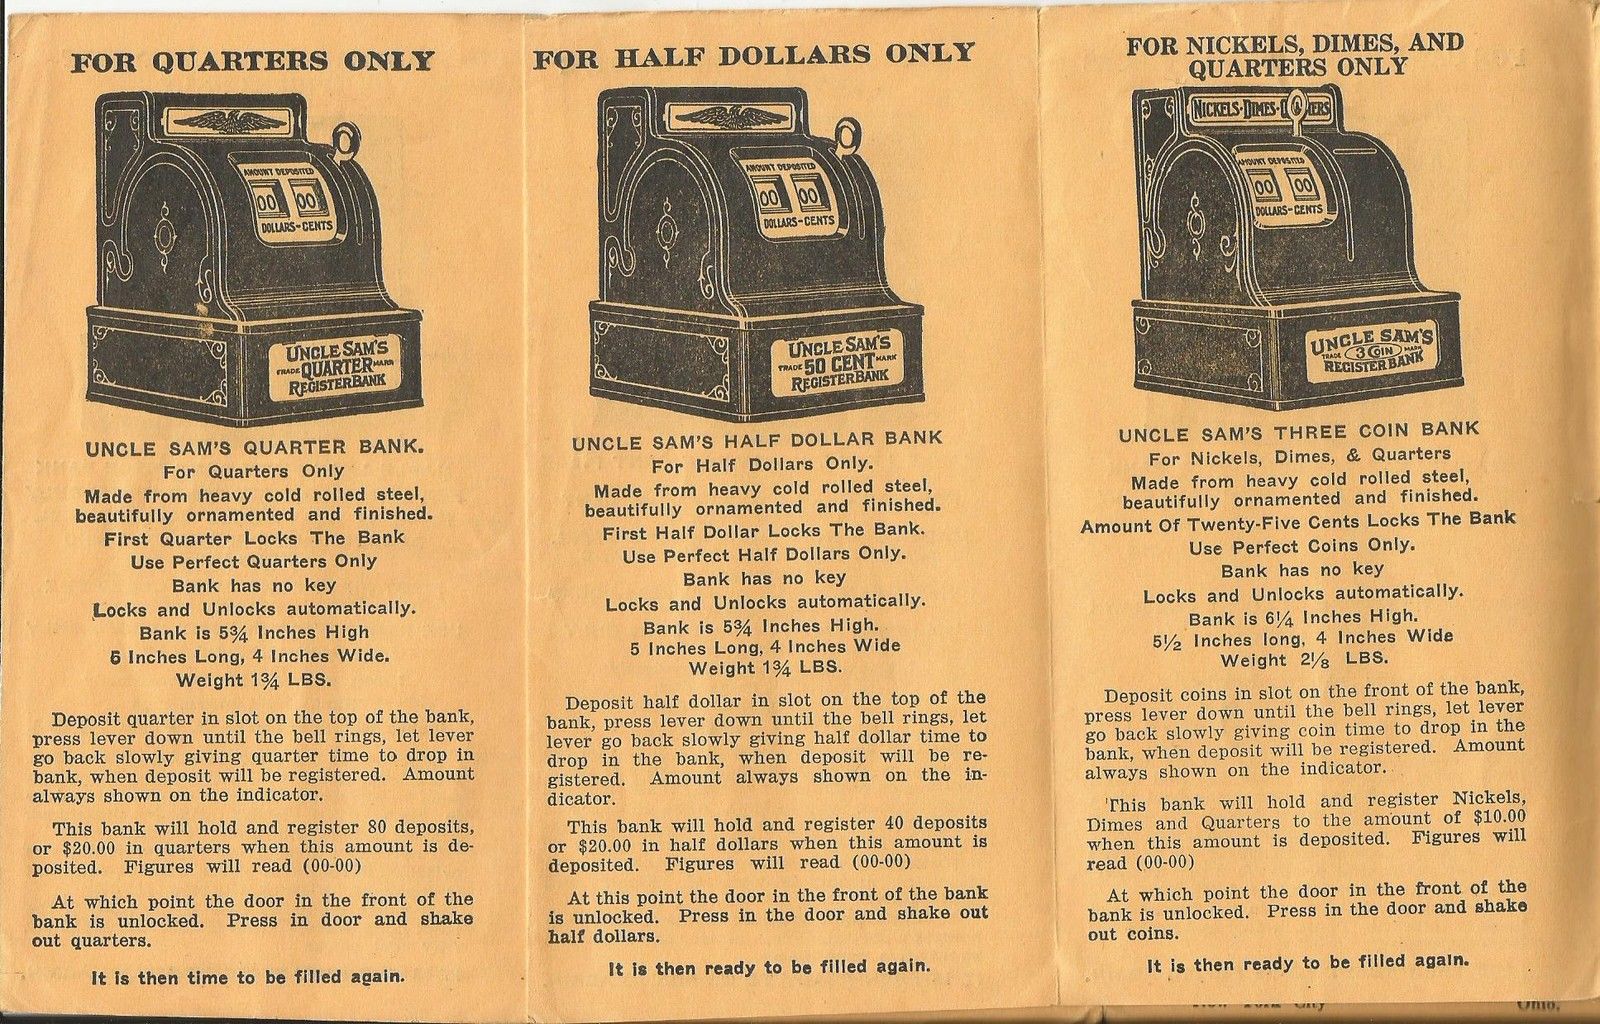 FOR QUARTERS ONLY
AMOUNT DEPOSITED
00 00
DOLLARS-CENTS
UNCLE SAM'S
TRADE QUARTER MARK
REGISTER BANK
UNCLE SAM'S QUARTER BANK.
For Quarters Only
Made from heavy cold rolled steel,
beautifully ornamented and finished.
First Quarter Locks The Bank
Use Perfect Quarters Only
Bank has no key
Locks and Unlocks automatically.
Bank is 5¾ Inches High
5 Inches Long, 4 Inches Wide.
Weight 1¾ LBS.
Deposit quarter in slot on the top of the bank,
press lever down until the bell rings, let lever
go back slowly giving quarter time to drop in
bank, when deposit will be registered. Amount
always shown on the indicator.
This bank will hold and register 80 deposits,
or $20.00 in quarters when this amount is de-
posited. Figures will read (00-00)
At which point the door in the front of the
bank is unlocked. Press in door and shake
out quarters.
It is then time to be filled again.
FOR HALF DOLLARS ONLY
AMOUNT DEPOSITED
00 00
DOLLARS-CENTS
UNCLE SAM'S
TRADE 50 CENT MARK
REGISTER BANK
UNCLE SAM'S HALF DOLLAR BANK
For Half Dollars Only.
Made from heavy cold rolled steel,
beautifully ornamented and finished.
First Half Dollar Locks The Bank.
Use Perfect Half Dollars Only.
Bank has no key
Locks and Unlocks automatically.
Bank is 5¾ Inches High.
5 Inches Long, 4 Inches Wide
Weight 1¾ LBS.
Deposit half dollar in slot on the top of the
bank, press lever down until the bell rings, let
lever go back slowly giving half dollar time to
drop in the bank, when deposit will be re-
gistered. Amount always shown on the in-
dicator.
This bank will hold and register 40 deposits
or $20.00 in half dollars when this amount is
deposited. Figures will read (00-00)
At this point the door in the front of the bank
is unlocked. Press in the door and shake out
half dollars.
It is then ready to be filled again.
FOR NICKELS, DIMES, AND
QUARTERS ONLY
NICKELS-DIMES-
AMOUNT DEPOSITED
00 00
DOLLARS-CENTS
UNCLE SAM'S
TRADE 3 COIN MARK
REGISTER BANK
UNCLE SAM'S THREE COIN BANK
For Nickels, Dimes, & Quarters
Made from heavy cold rolled steel,
beautifully ornamented and finished.
Amount Of Twenty-Five Cents Locks The Bank
Use Perfect Coins Only.
Bank has no key
Locks and Unlocks automatically.
Bank is 6¼ Inches High.
5½ Inches long, 4 Inches Wide
Weight 2⅛ LBS.
Deposit coins in slot on the front of the bank,
press lever down until the bell rings, let lever
go back slowly giving coin time to drop in the
bank, when deposit will be registered. Amount
always shown on the indicator.
This bank will hold and register Nickels,
Dimes and Quarters to the amount of $10.00
when this amount is deposited. Figures will
read (00-00)
At which point the door in the front of the
bank is unlocked. Press in the door and shake
out coins.
It is then ready to be filled again.
New York City Ohio.